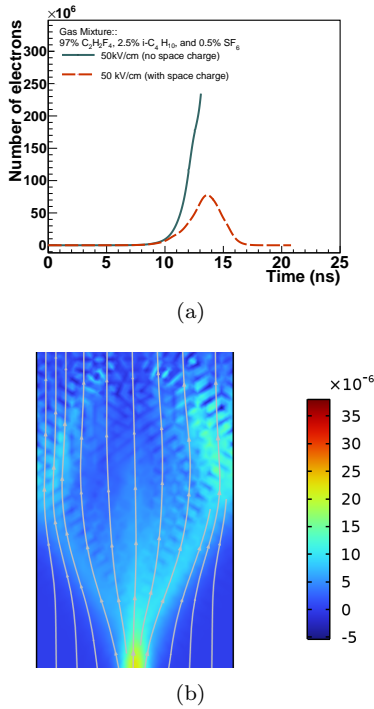 ×10⁶
Number of electrons
350
300
250
200
150
100
50
0
Gas Mixture::
97% C₂H₂F₄, 2.5% i-C₄ H₁₀, and 0.5% SF₆
50kV/cm (no space charge)
50 kV/cm (with space charge)
0 5 10 15 20 25
Time (ns)
(a)
×10⁻⁶
35
30
25
20
15
10
5
0
-5
(b)